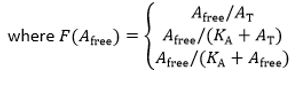 A_free/A_T
where F(A_free) = { A_free/(K_A + A_T)
A_free/(K_A + A_free)